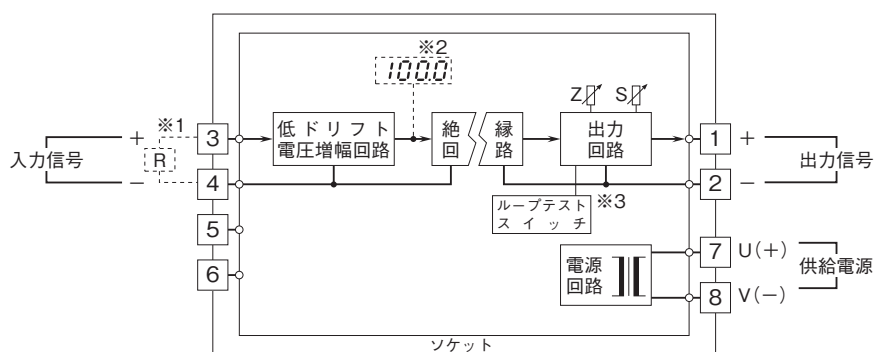 ※2
100.0
Z
S
※1
+
3
低ドリフト
電圧増幅回路
絶
回
縁
路
出力
回路
1
+
入力信号
R
出力信号
−
4
2
−
ループテスト
スイッチ
※3
5
6
電源
回路
7
U(+)
供給電源
8
V(−)
ソケット